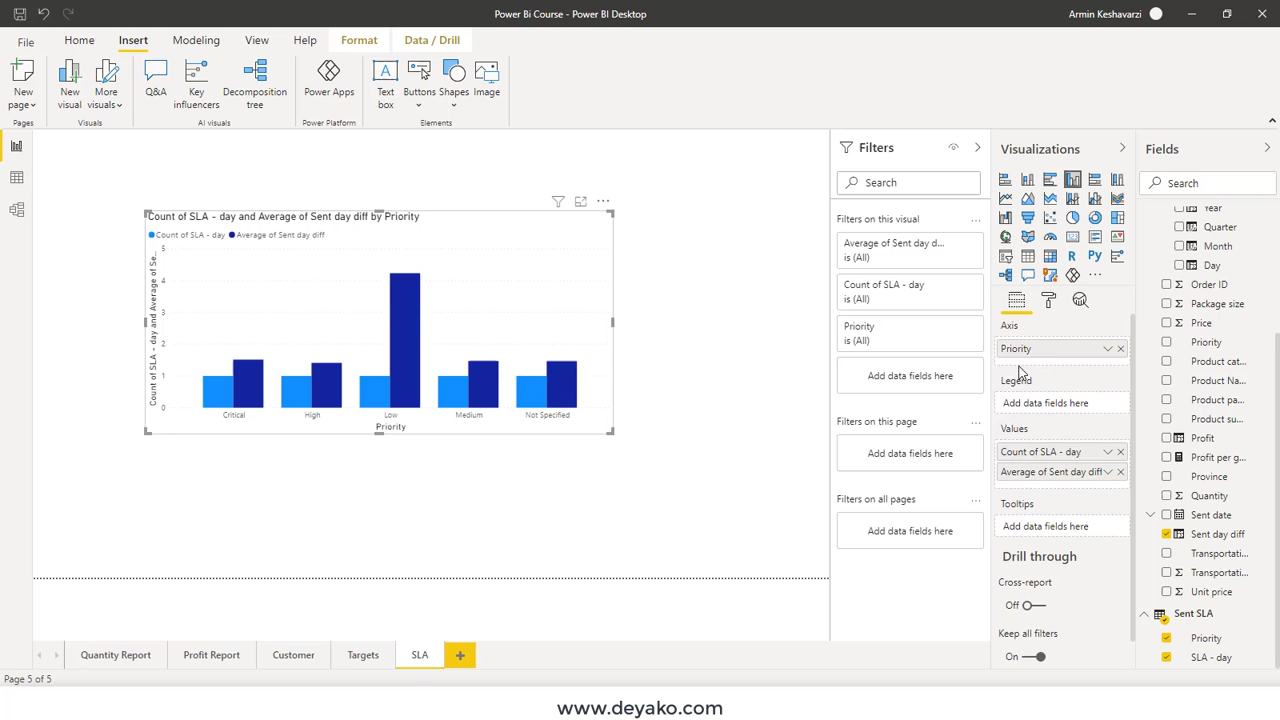 Power Bi Course - Power BI Desktop
Armin Keshavarzi
File
Home
Insert
Modeling
View
Help
Format
Data / Drill
New page
New visual
More visuals
Q&A
Key influencers
Decomposition tree
Power Apps
Text box
Buttons
Shapes
Image
Pages
Visuals
AI visuals
Power Platform
Elements
Count of SLA - day and Average of Sent day diff by Priority
Count of SLA - day
Average of Sent day diff
Count of SLA - day and Average of Se...
5
4
3
2
1
0
Critical
High
Low
Medium
Not Specified
Priority
Filters
Search
Filters on this visual
...
Average of Sent day d...
is (All)
Count of SLA - day
is (All)
Priority
is (All)
Add data fields here
Filters on this page
...
Add data fields here
Filters on all pages
...
Add data fields here
Visualizations
R
Py
...
Axis
Priority
Legend
Add data fields here
Values
Count of SLA - day
Average of Sent day diff
Tooltips
Add data fields here
Drill through
Cross-report
Off
Keep all filters
On
Fields
Search
Year
Quarter
Month
Day
Order ID
Package size
Price
Priority
Product cat...
Product Na...
Product pa...
Product su...
Profit
Profit per g...
Province
Quantity
Sent date
Sent day diff
Transportati...
Transportati...
Unit price
Sent SLA
Priority
SLA - day
Quantity Report
Profit Report
Customer
Targets
SLA
Page 5 of 5
www.deyako.com